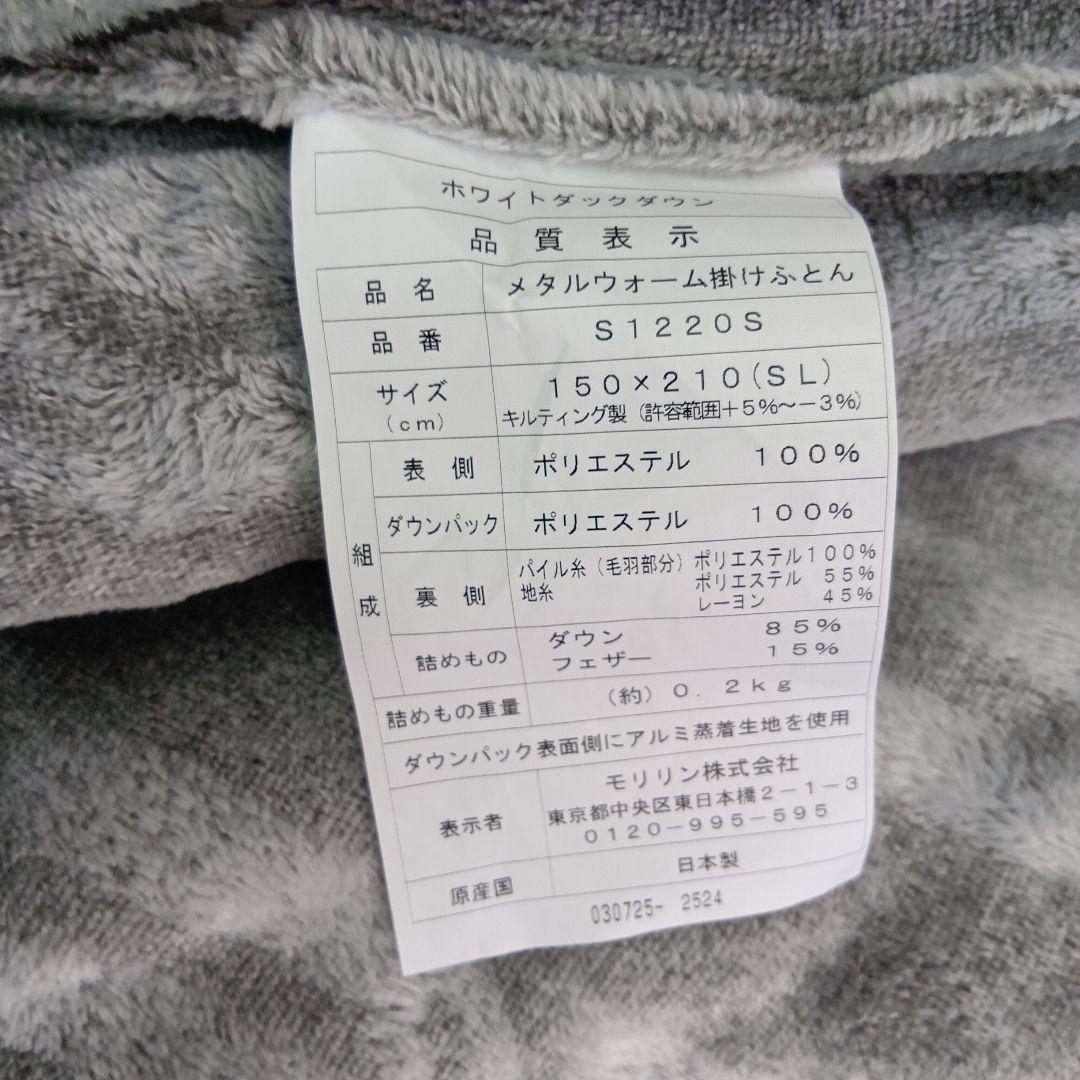 ホワイトダックダウン
品質表示
品名 メタルウォーム掛けふとん
品番 S1220S
サイズ(cm) 150×210(SL)
キルティング製(許容範囲+5%~-3%)
組成
表側 ポリエステル 100%
ダウンパック ポリエステル 100%
裏側 パイル糸(毛羽部分) ポリエステル100%
地糸 ポリエステル 55%
レーヨン 45%
詰めもの ダウン 85%
フェザー 15%
詰めもの重量 (約)0.2kg
ダウンパック表面側にアルミ蒸着生地を使用
表示者 モリリン株式会社
東京都中央区東日本橋2-1-3
0120-995-595
原産国 日本製
030725- 2524